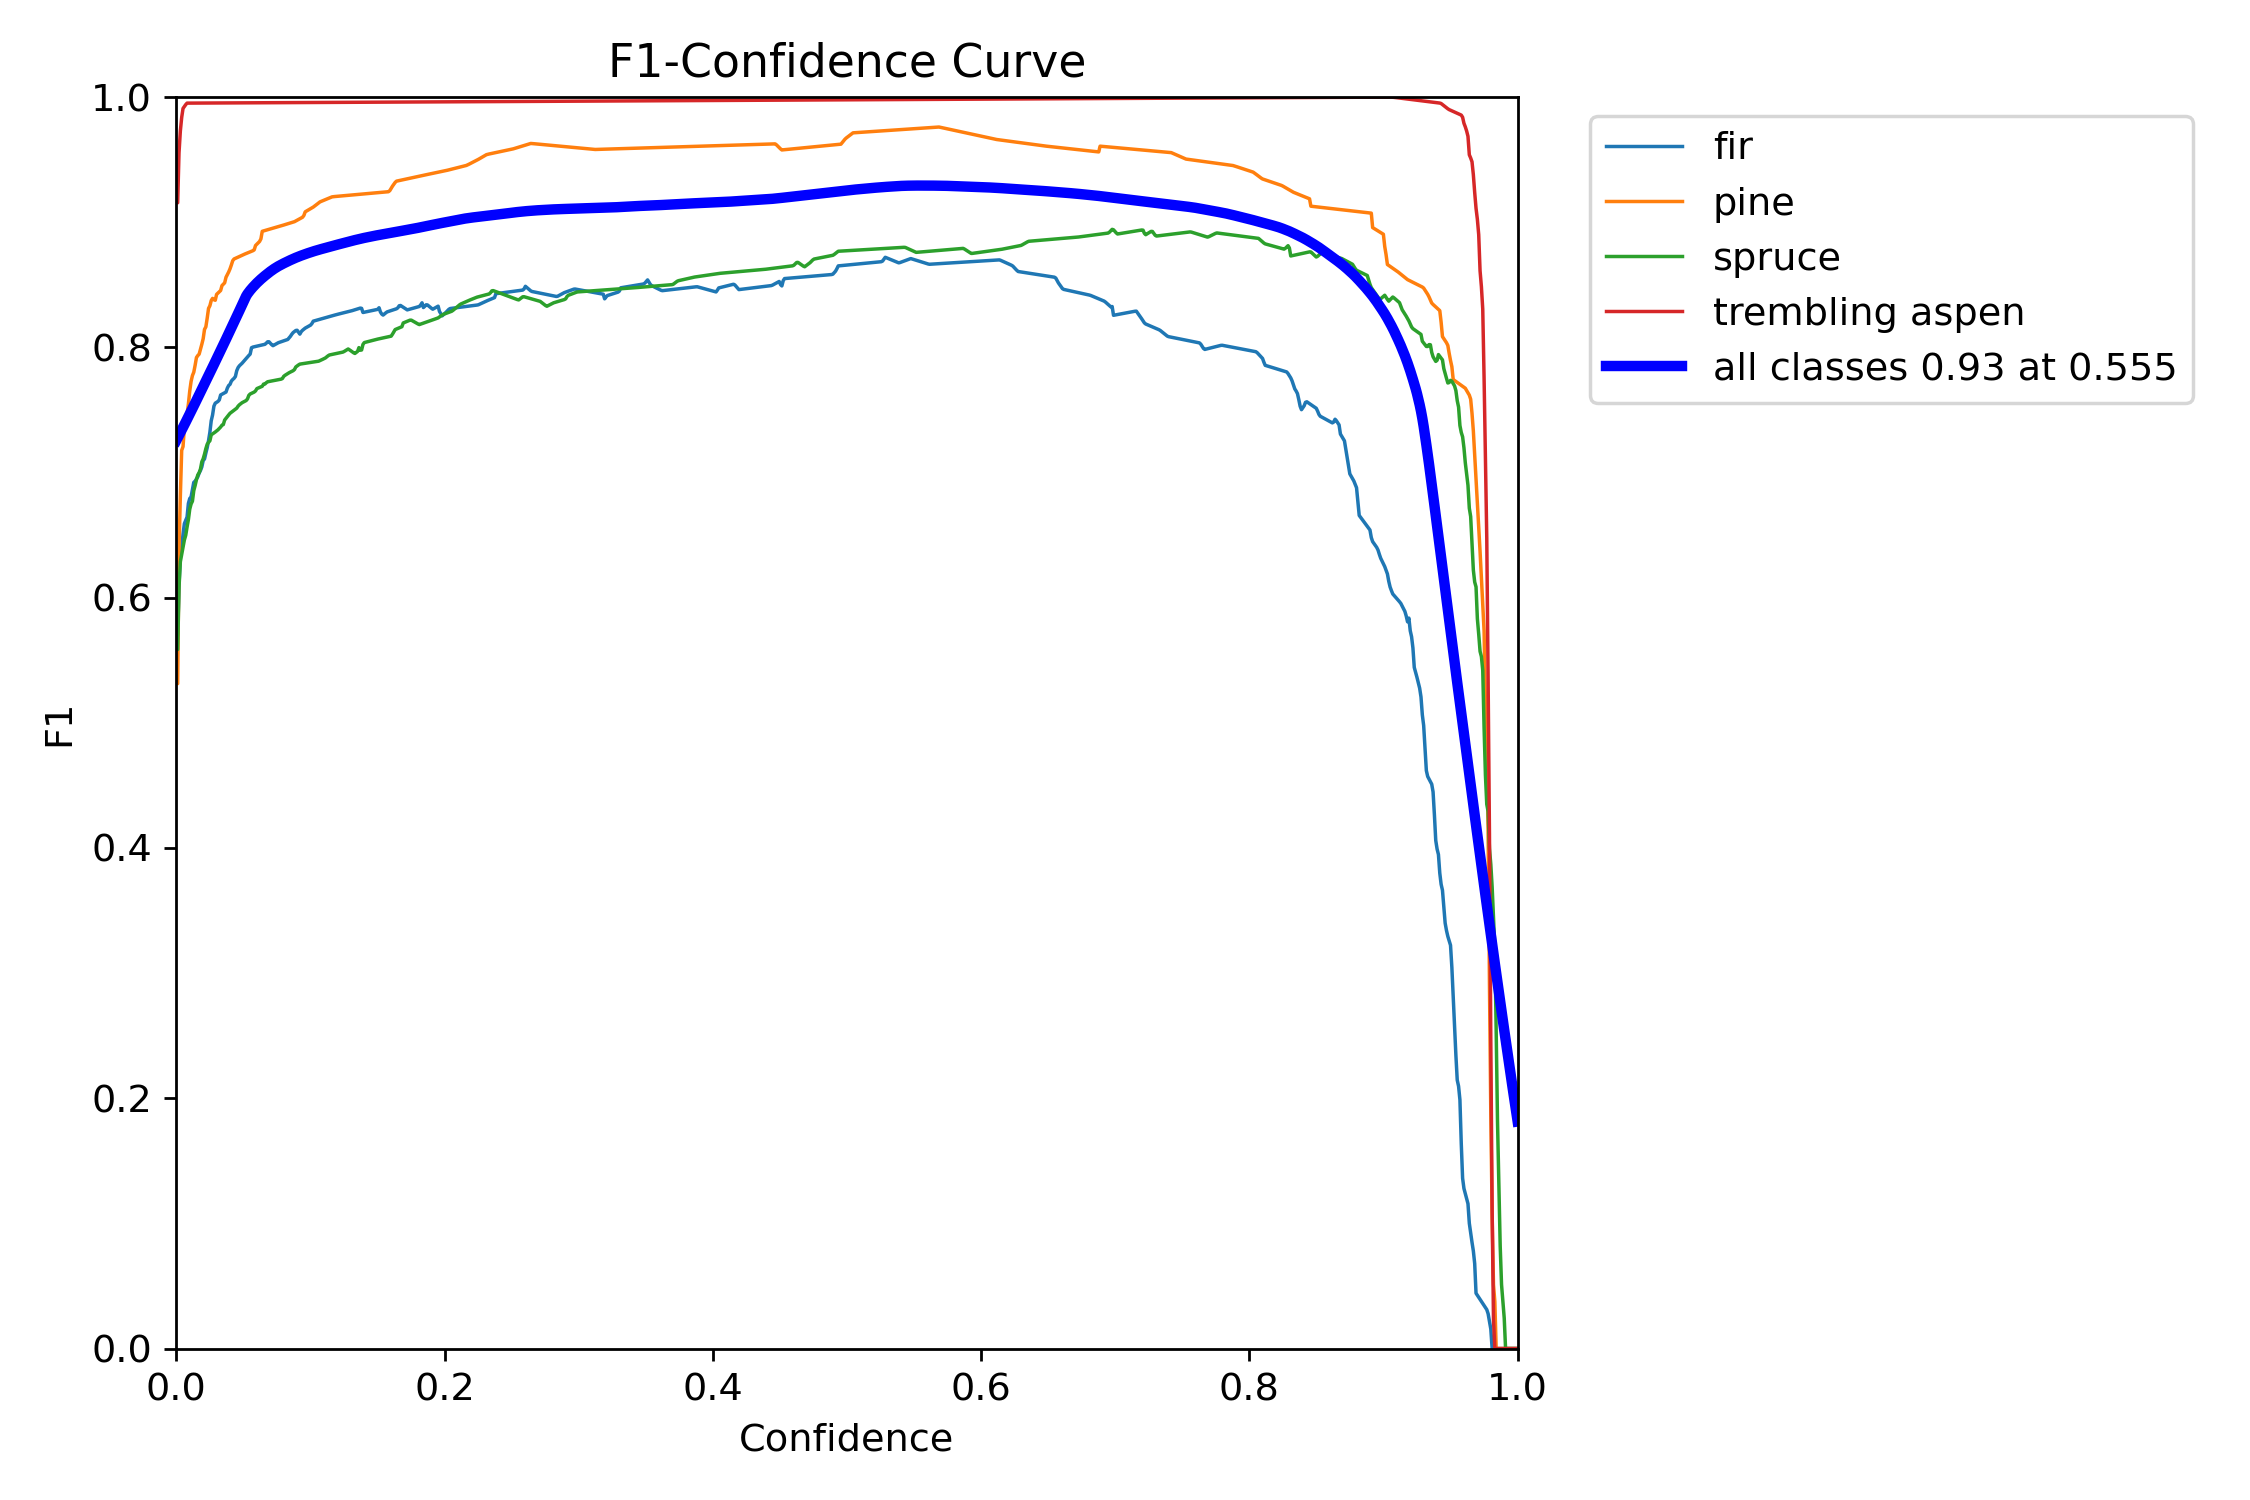 F1-Confidence Curve
1.0
0.8
0.6
0.4
0.2
0.0
F1
0.0 0.2 0.4 0.6 0.8 1.0
Confidence
fir
pine
spruce
trembling aspen
all classes 0.93 at 0.555